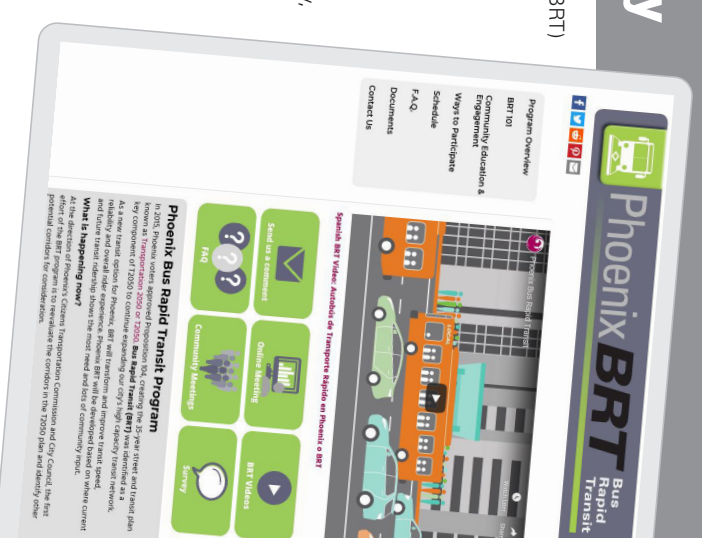 y
BRT)
Phoenix BRT
Bus
Rapid
Transit
Program Overview
BRT 101
Community Education &
Engagement
Ways to Participate
Schedule
F.A.Q.
Documents
Contact Us
Phoenix Bus Rapid Transit
Spanish BRT Video: Autobús de Transporte Rápido en Phoenix o BRT
Send us a comment
Online Meeting
BRT Videos
???
FAQ
Community Meetings
Survey
Phoenix Bus Rapid Transit Program
In 2015, Phoenix voters approved Proposition 104, creating the 35-year street and transit plan
known as Transportation 2050 or T2050. Bus Rapid Transit (BRT) was identified as a
key component of T2050 to continue expanding our city's high capacity transit network.
As a new transit option for Phoenix, BRT will transform and improve transit speed,
reliability and overall rider experience. Phoenix BRT will be developed based on where current
and future transit ridership shows the most need and lots of community input.
What is happening now?
At the direction of Phoenix's Citizens Transportation Commission and City Council, the first
effort of the BRT program is to reevaluate the corridors in the T2050 plan and identify other
potential corridors for consideration.